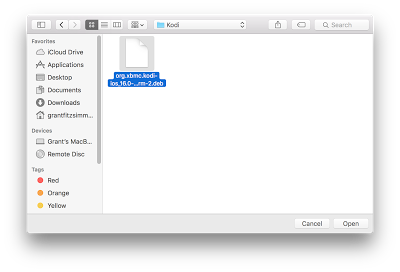 Kodi
Search
Favorites
iCloud Drive
Applications
Desktop
Documents
Downloads
grantfitzsimm...
Devices
Grant's MacB...
Remote Disc
Tags
Red
Orange
Yellow
org.xbmc.kodi-
ios_16.0-...rm-2.deb
Cancel
Open